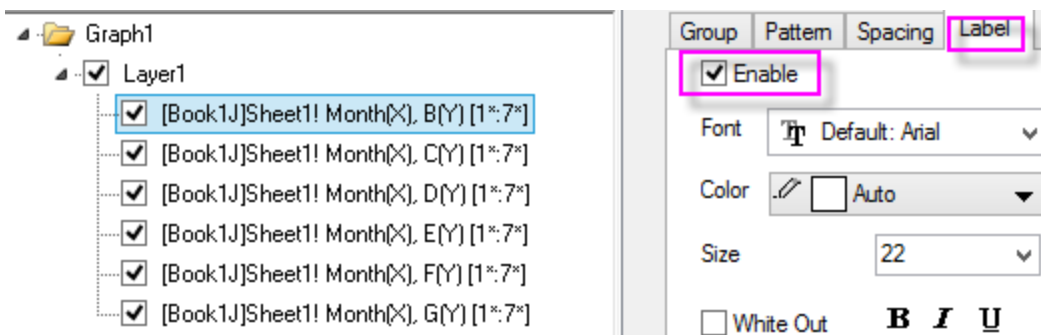 Graph1
Layer1
[Book1J]Sheet1! Month(X), B(Y) [1*:7*]
[Book1J]Sheet1! Month(X), C(Y) [1*:7*]
[Book1J]Sheet1! Month(X), D(Y) [1*:7*]
[Book1J]Sheet1! Month(X), E(Y) [1*:7*]
[Book1J]Sheet1! Month(X), F(Y) [1*:7*]
[Book1J]Sheet1! Month(X), G(Y) [1*:7*]
Group Pattern Spacing Label
Enable
Font Default: Arial
Color Auto
Size 22
White Out B I U